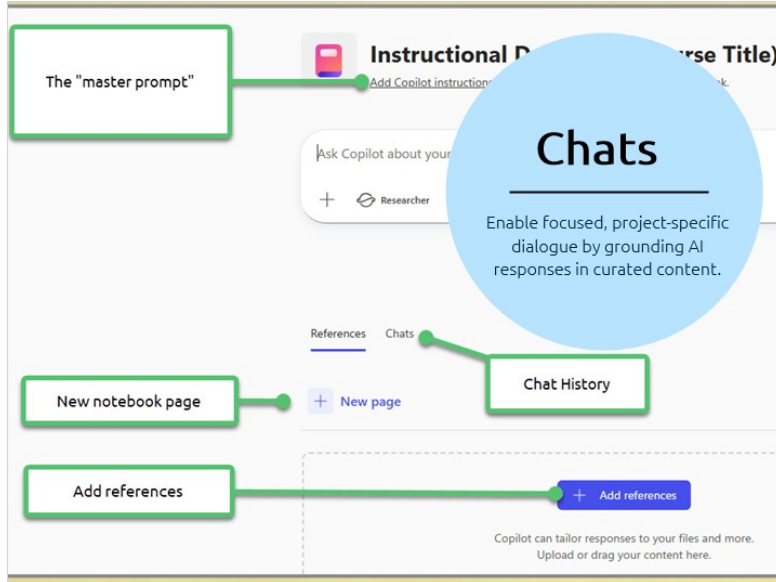 The "master prompt"
Instructional D
rse Title)
Add Copilot instructions
k.
Ask Copilot about your
Researcher
Chats
Enable focused, project-specific
dialogue by grounding AI
responses in curated content.
References Chats
Chat History
New notebook page
+ New page
Add references
+ Add references
Copilot can tailor responses to your files and more.
Upload or drag your content here.